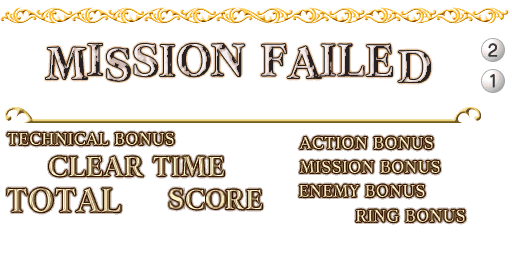 MISSION FAILED
2
1
TECHNICAL BONUS
ACTION BONUS
CLEAR TIME
MISSION BONUS
TOTAL SCORE
ENEMY BONUS
RING BONUS